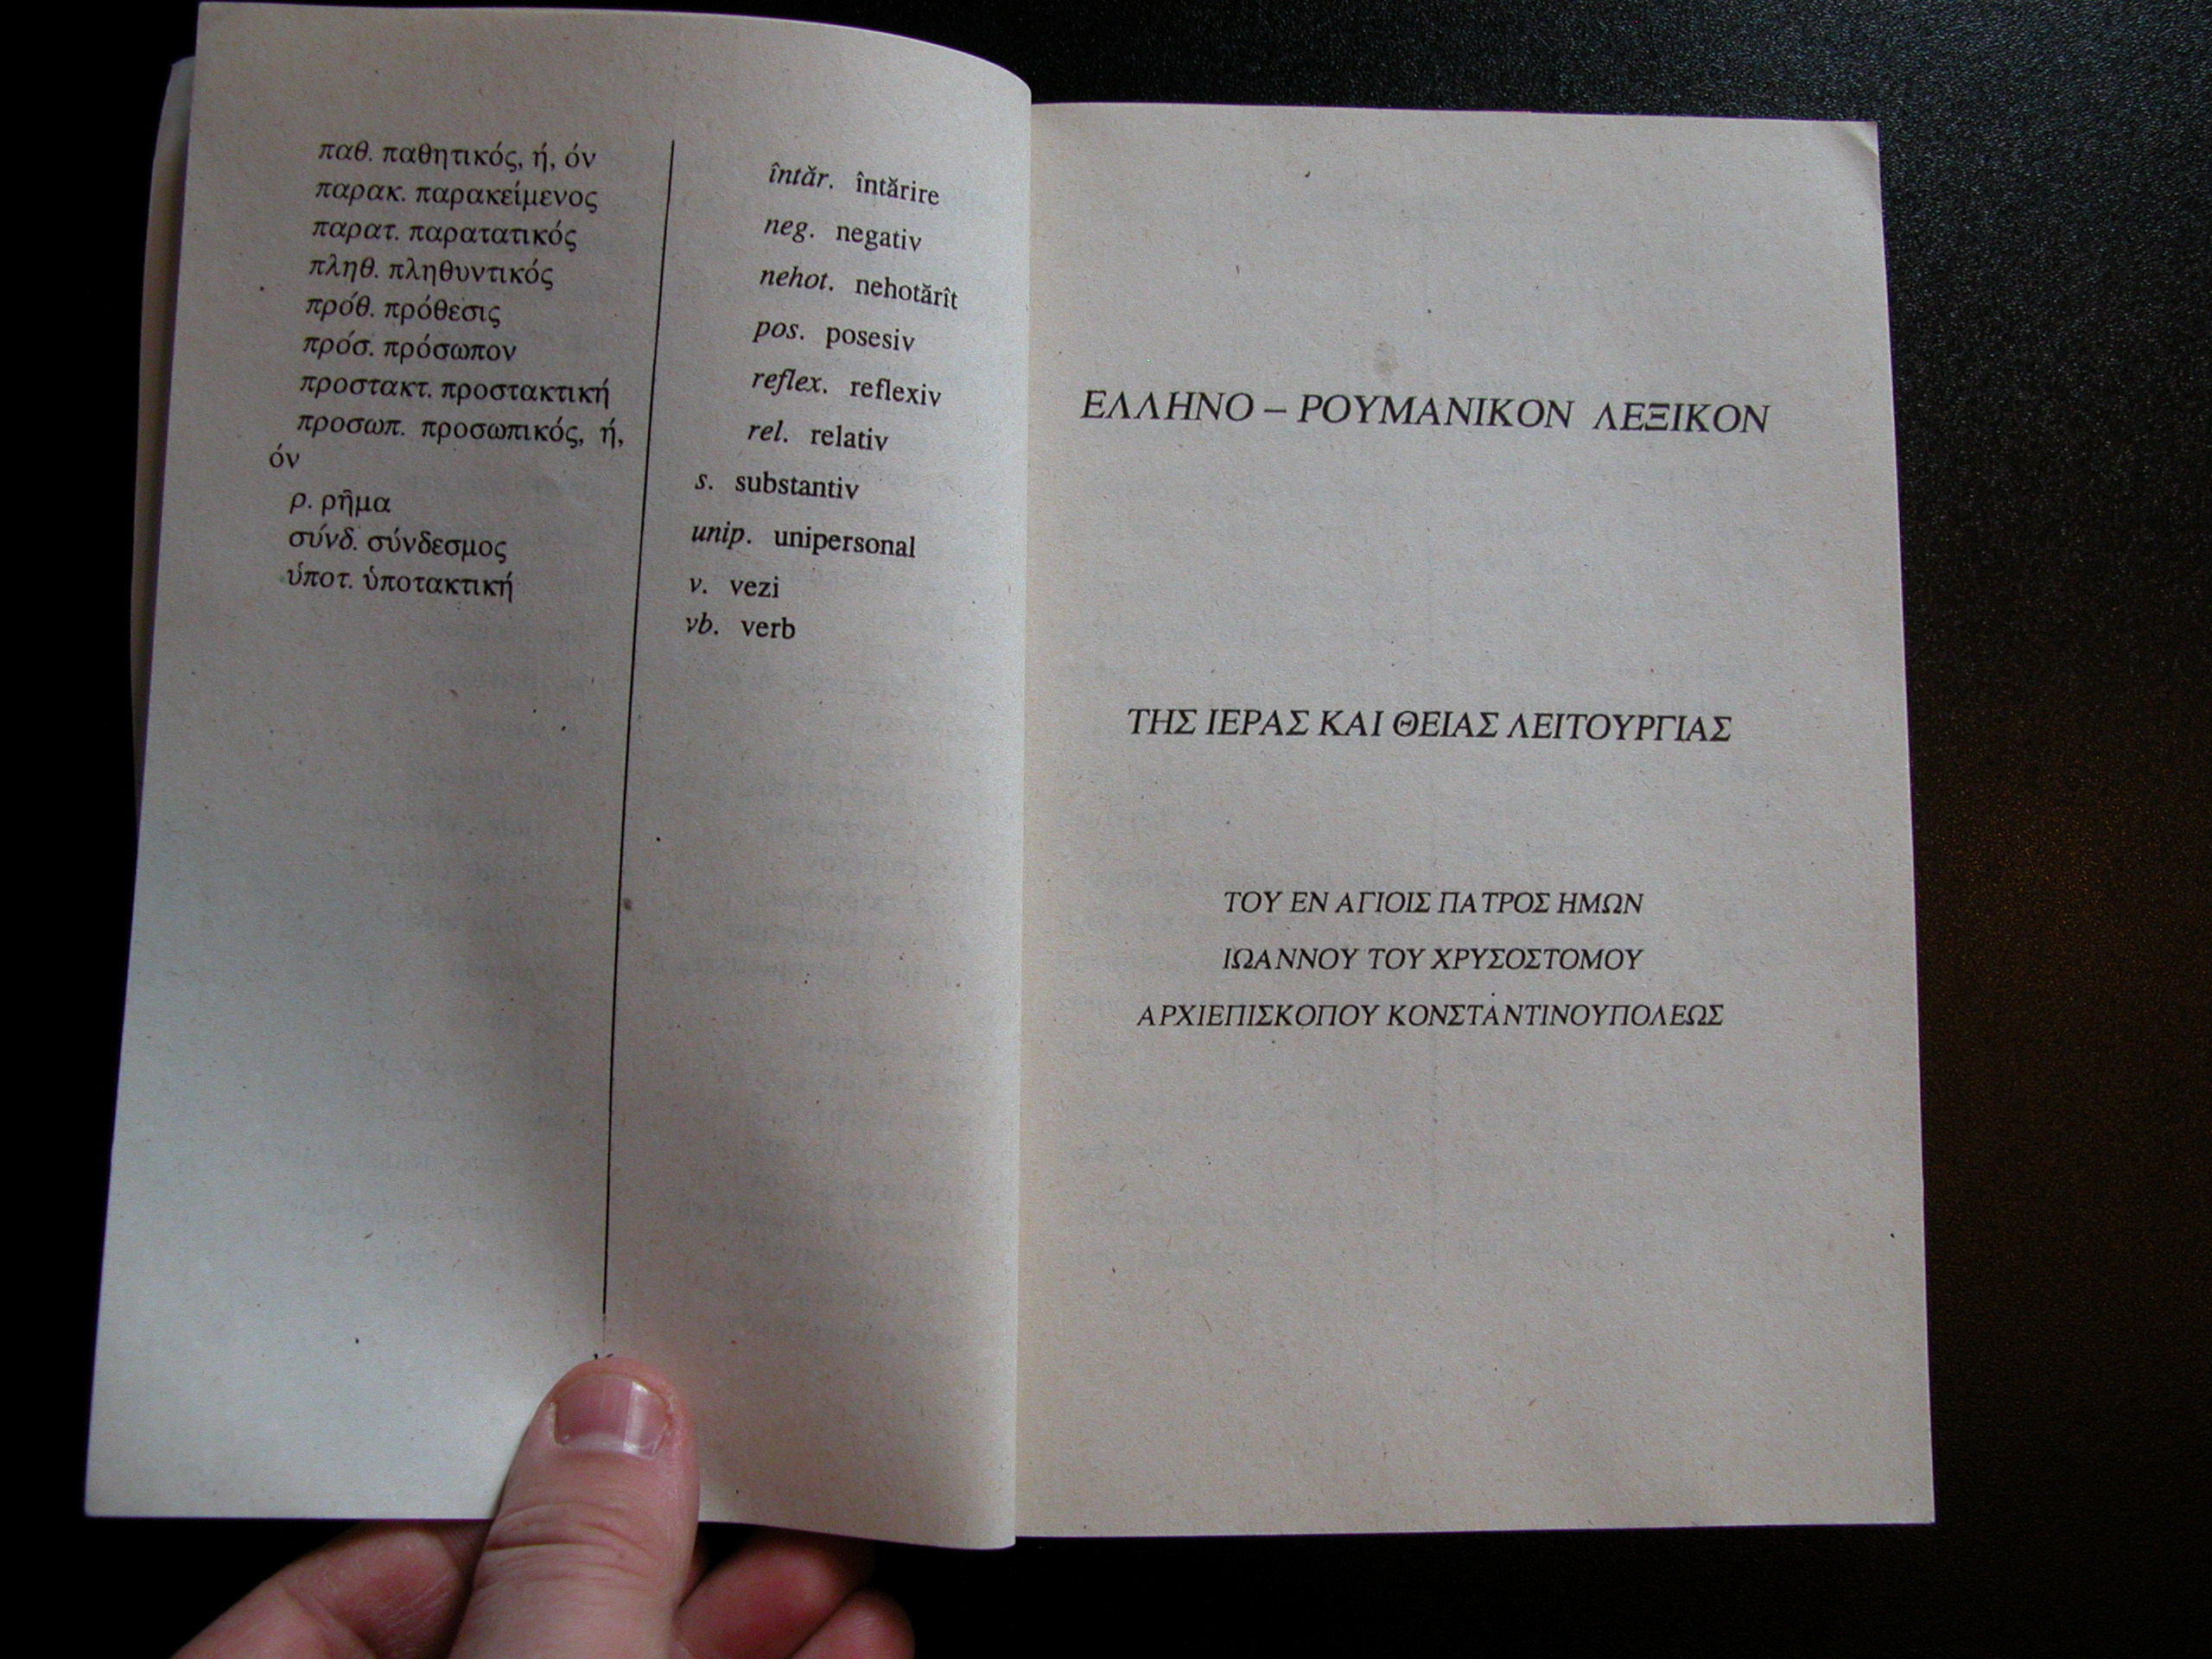 παθ. παθητικός, ή, όν
παρακ. παρακείμενος
παρατ. παρατατικός
πληθ. πληθυντικός
πρόθ. πρόθεσις
πρόσ. πρόσωπον
προστακτ. προστακτική
προσωπ. προσωπικός, ή,
όν
ρ. ρῆμα
σύνδ. σύνδεσμος
ὑποτ. ὑποτακτική
întăr. întărire
neg. negativ
nehot. nehotărît
pos. posesiv
reflex. reflexiv
rel. relativ
s. substantiv
unip. unipersonal
v. vezi
vb. verb
ΕΛΛΗΝΟ – ΡΟΥΜΑΝΙΚΟΝ ΛΕΞΙΚΟΝ
ΤΗΣ ΙΕΡΑΣ ΚΑΙ ΘΕΙΑΣ ΛΕΙΤΟΥΡΓΙΑΣ
ΤΟΥ ΕΝ ΑΓΙΟΙΣ ΠΑΤΡΟΣ ΗΜΩΝ
ΙΩΑΝΝΟΥ ΤΟΥ ΧΡΥΣΟΣΤΟΜΟΥ
ΑΡΧΙΕΠΙΣΚΟΠΟΥ ΚΟΝΣΤΑΝΤΙΝΟΥΠΟΛΕΩΣ